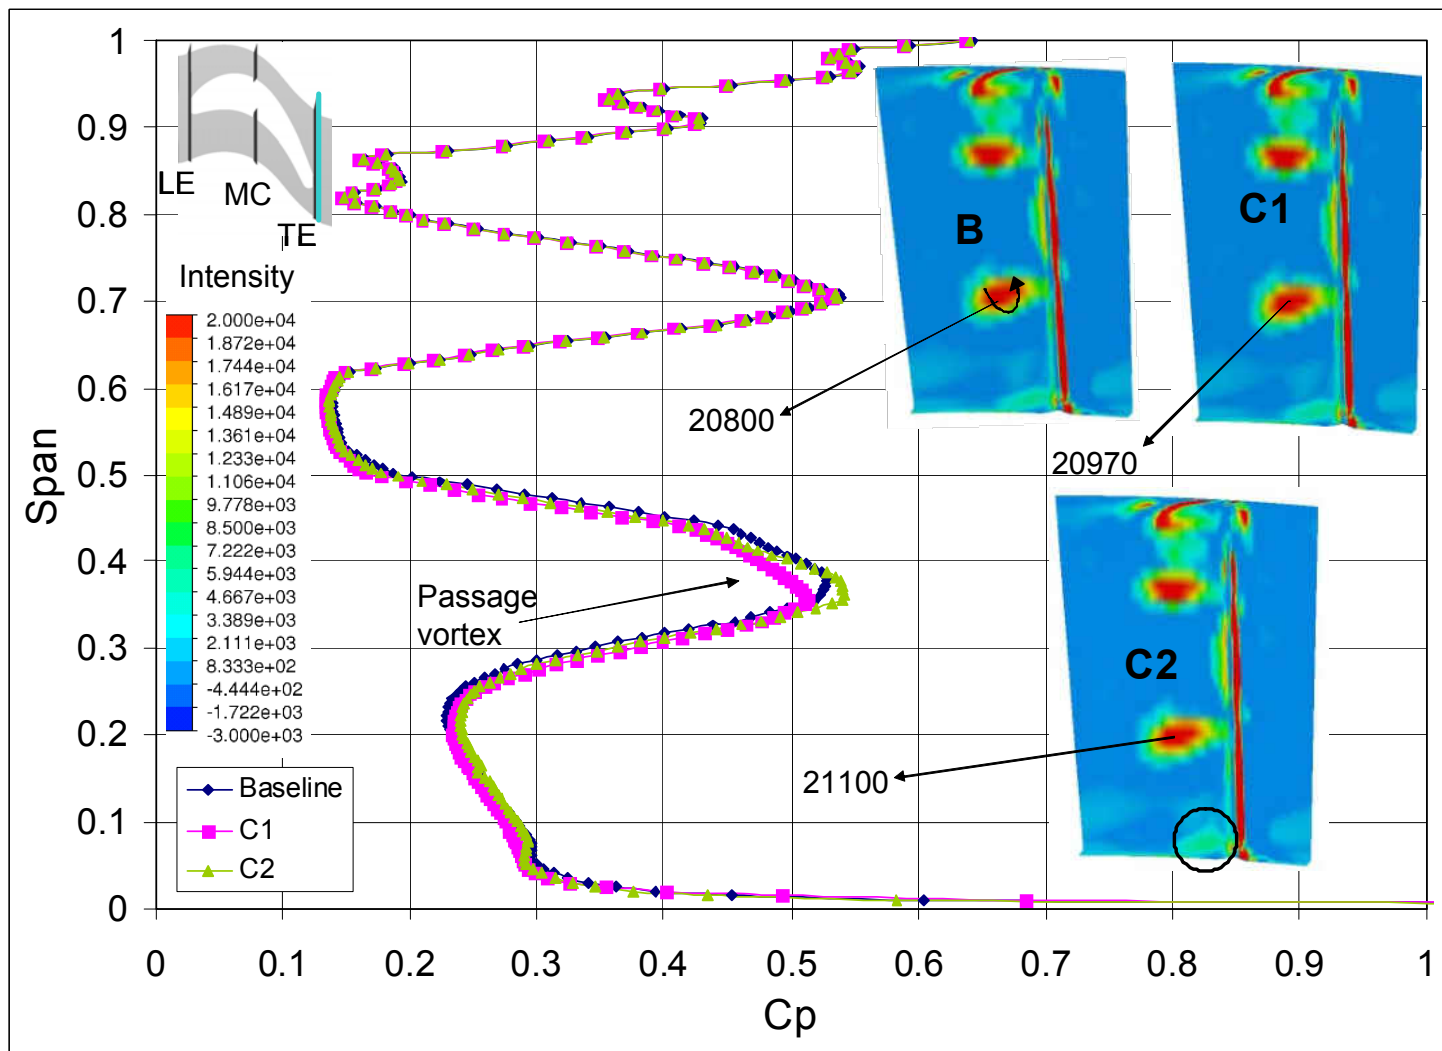 1
0.9
0.8
0.7
0.6
0.5
0.4
0.3
0.2
0.1
0
Span
LE
MC
TE
Intensity
2.000e+04
1.872e+04
1.744e+04
1.617e+04
1.489e+04
1.361e+04
1.233e+04
1.106e+04
9.778e+03
8.500e+03
7.222e+03
5.944e+03
4.667e+03
3.389e+03
2.111e+03
8.333e+02
-4.444e+02
-1.722e+03
-3.000e+03
Baseline
C1
C2
Passage
vortex
B
20800
C1
20970
C2
21100
0 0.1 0.2 0.3 0.4 0.5 0.6 0.7 0.8 0.9 1
Cp